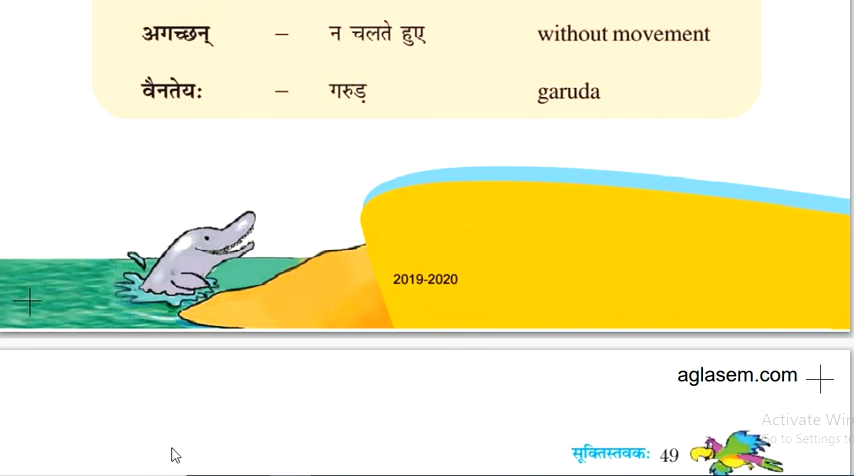 अगच्छन् – न चलते हुए without movement
वैनतेयः – गरुड़ garuda
2019-2020
aglasem.com
Activate Win
Go to Settings to
सूक्तिस्तवकः 49